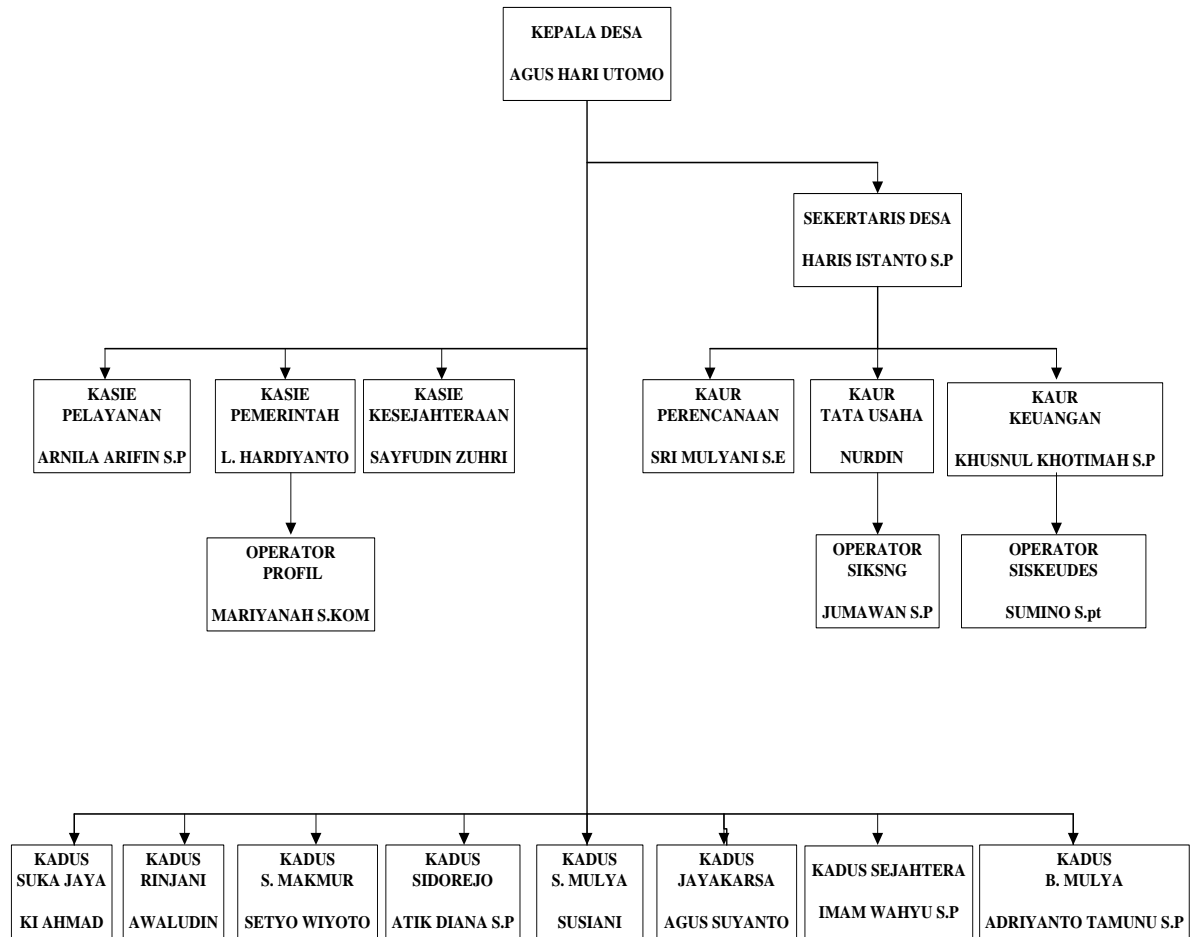 KEPALA DESA
AGUS HARI UTOMO
SEKERTARIS DESA
HARIS ISTANTO S.P
KASIE
PELAYANAN
ARNILA ARIFIN S.P
KASIE
PEMERINTAH
L. HARDIYANTO
KASIE
KESEJAHTERAAN
SAYFUDIN ZUHRI
KAUR
PERENCANAAN
SRI MULYANI S.E
KAUR
TATA USAHA
NURDIN
KAUR
KEUANGAN
KHUSNUL KHOTIMAH S.P
OPERATOR
PROFIL
MARIYANAH S.KOM
OPERATOR
SIKSNG
JUMAWAN S.P
OPERATOR
SISKEUDES
SUMINO S.pt
KADUS
SUKA JAYA
KI AHMAD
KADUS
RINJANI
AWALUDIN
KADUS
S. MAKMUR
SETYO WIYOTO
KADUS
SIDOREJO
ATIK DIANA S.P
KADUS
S. MULYA
SUSIANI
KADUS
JAYAKARSA
AGUS SUYANTO
KADUS SEJAHTERA
IMAM WAHYU S.P
KADUS
B. MULYA
ADRIYANTO TAMUNU S.P